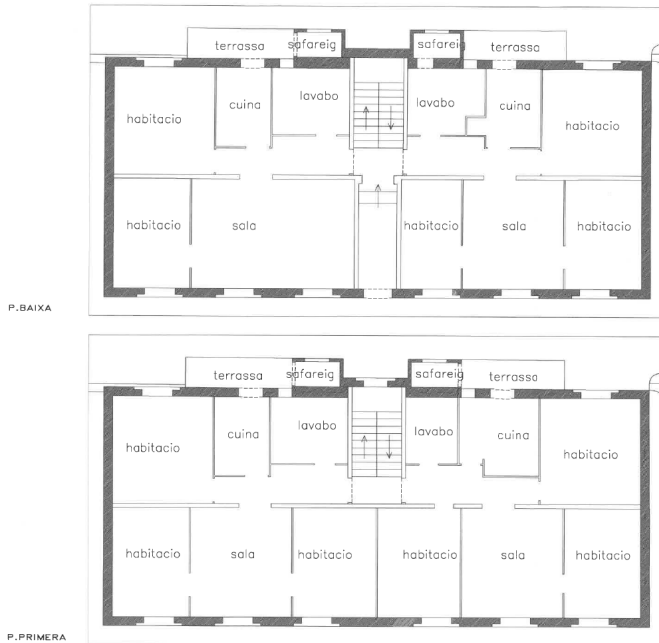 terrassa safareig safareig terrassa
cuina lavabo lavabo cuina
habitacio habitacio
habitacio sala habitacio sala habitacio
P.BAIXA
terrassa safareig safareig terrassa
cuina lavabo lavabo cuina
habitacio habitacio
habitacio sala habitacio habitacio sala habitacio
P.PRIMERA